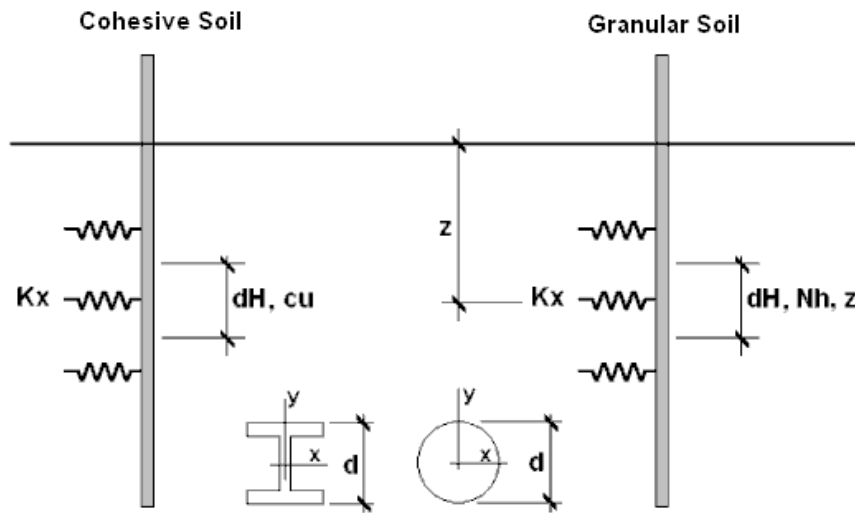 Cohesive Soil
Granular Soil
z
Kx
dH, cu
Kx
dH, Nh, z
y
x
d
y
x
d